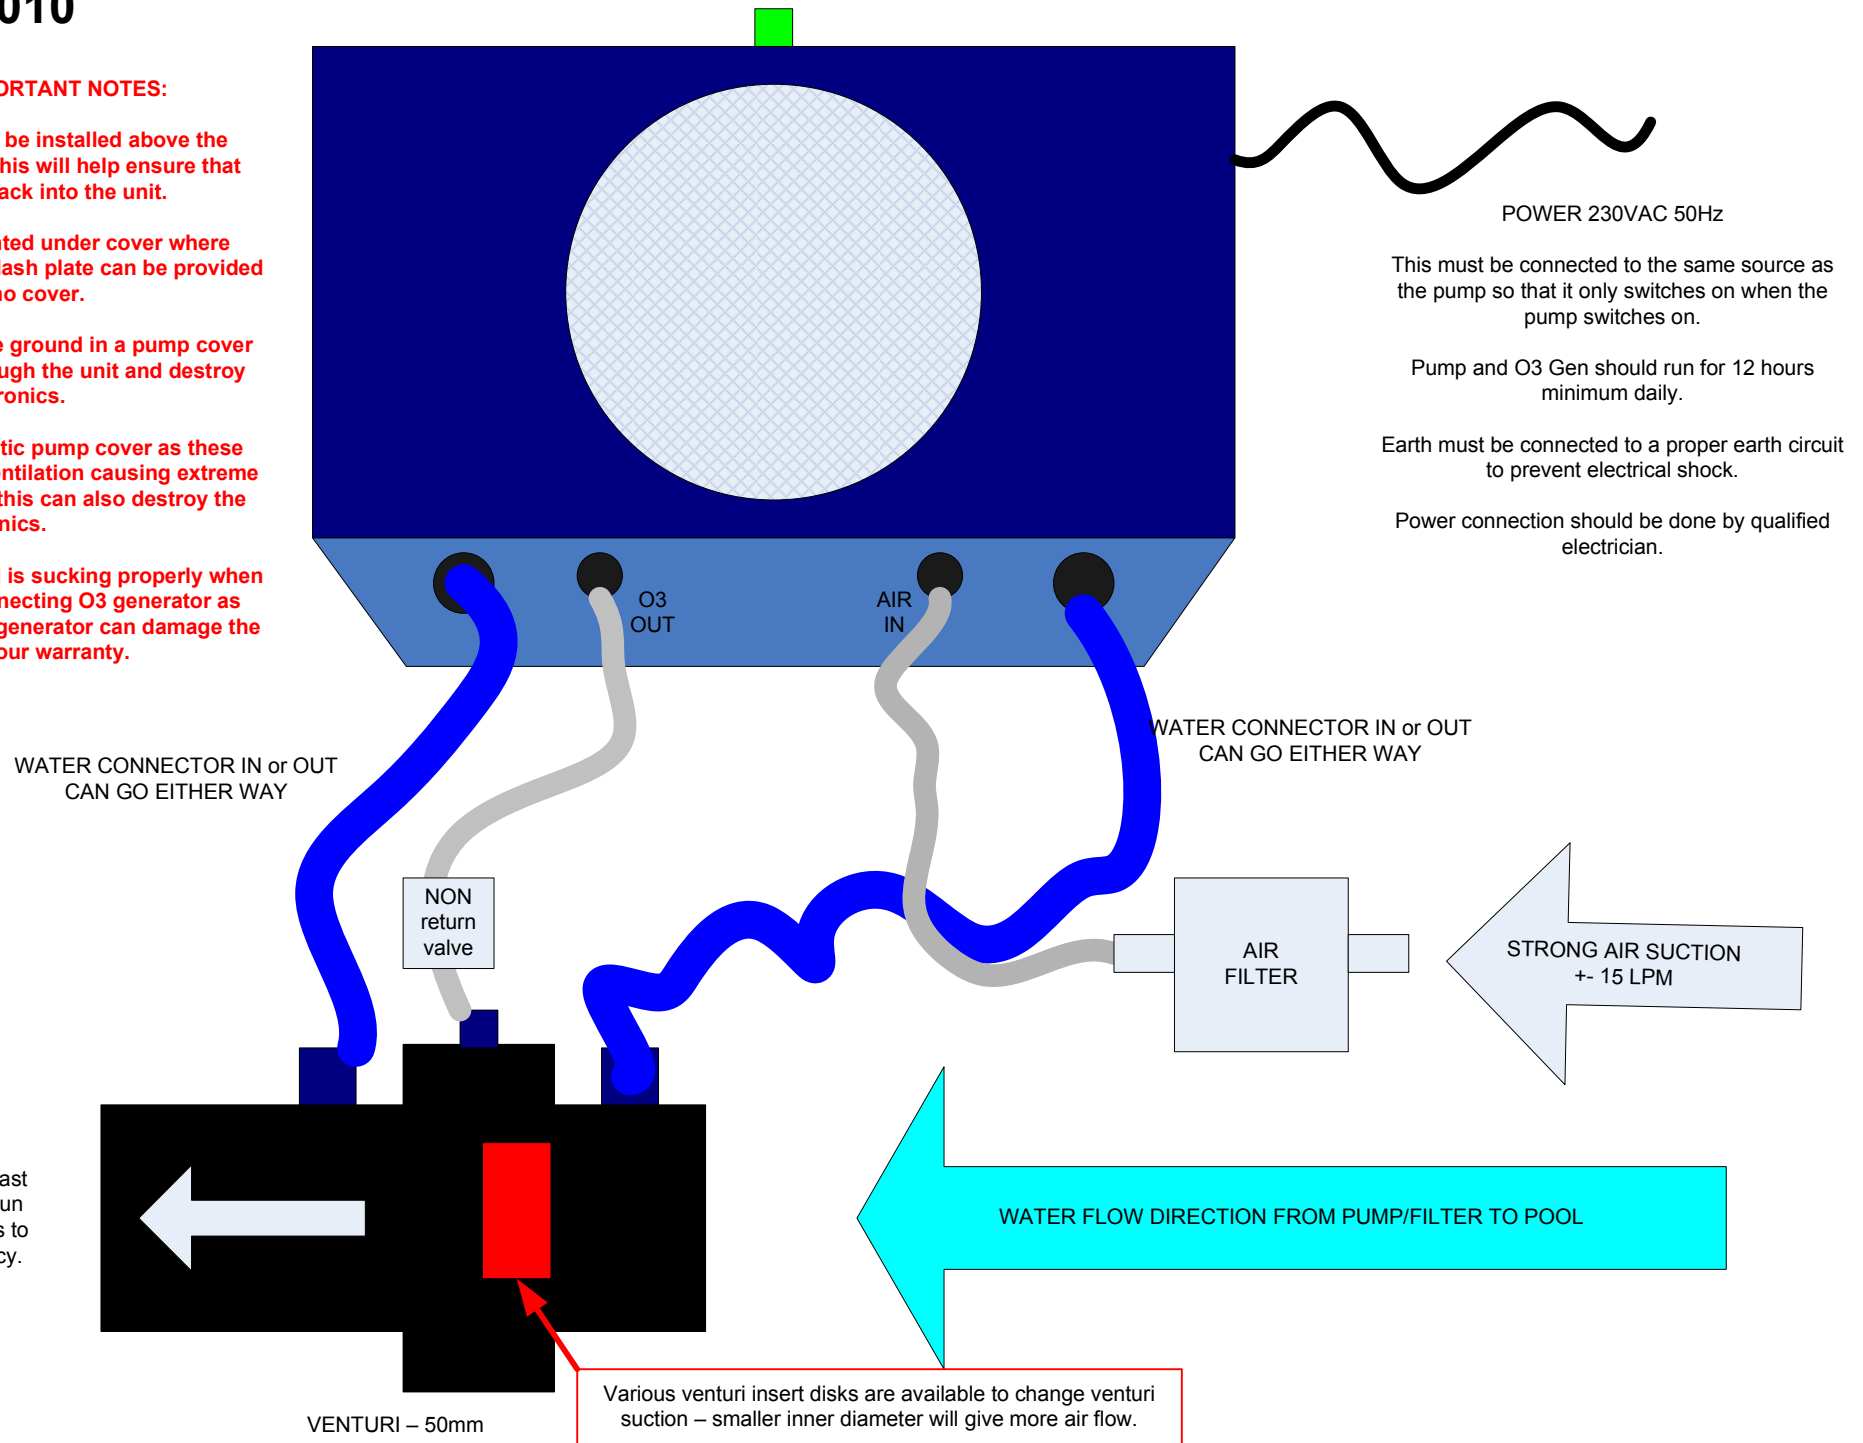 010
PORTANT NOTES:
be installed above the
his will help ensure that
ack into the unit.
nted under cover where
lash plate can be provided
no cover.
e ground in a pump cover
ugh the unit and destroy
ronics.
tic pump cover as these
entilation causing extreme
this can also destroy the
nics.
i is sucking properly when
nnecting O3 generator as
generator can damage the
our warranty.
POWER 230VAC 50Hz
This must be connected to the same source as
the pump so that it only switches on when the
pump switches on.
Pump and O3 Gen should run for 12 hours
minimum daily.
Earth must be connected to a proper earth circuit
to prevent electrical shock.
Power connection should be done by qualified
electrician.
O3
OUT
AIR
IN
WATER CONNECTOR IN or OUT
CAN GO EITHER WAY
WATER CONNECTOR IN or OUT
CAN GO EITHER WAY
NON
return
valve
AIR
FILTER
STRONG AIR SUCTION
+- 15 LPM
ast
un
s to
cy.
WATER FLOW DIRECTION FROM PUMP/FILTER TO POOL
Various venturi insert disks are available to change venturi
suction – smaller inner diameter will give more air flow.
VENTURI – 50mm